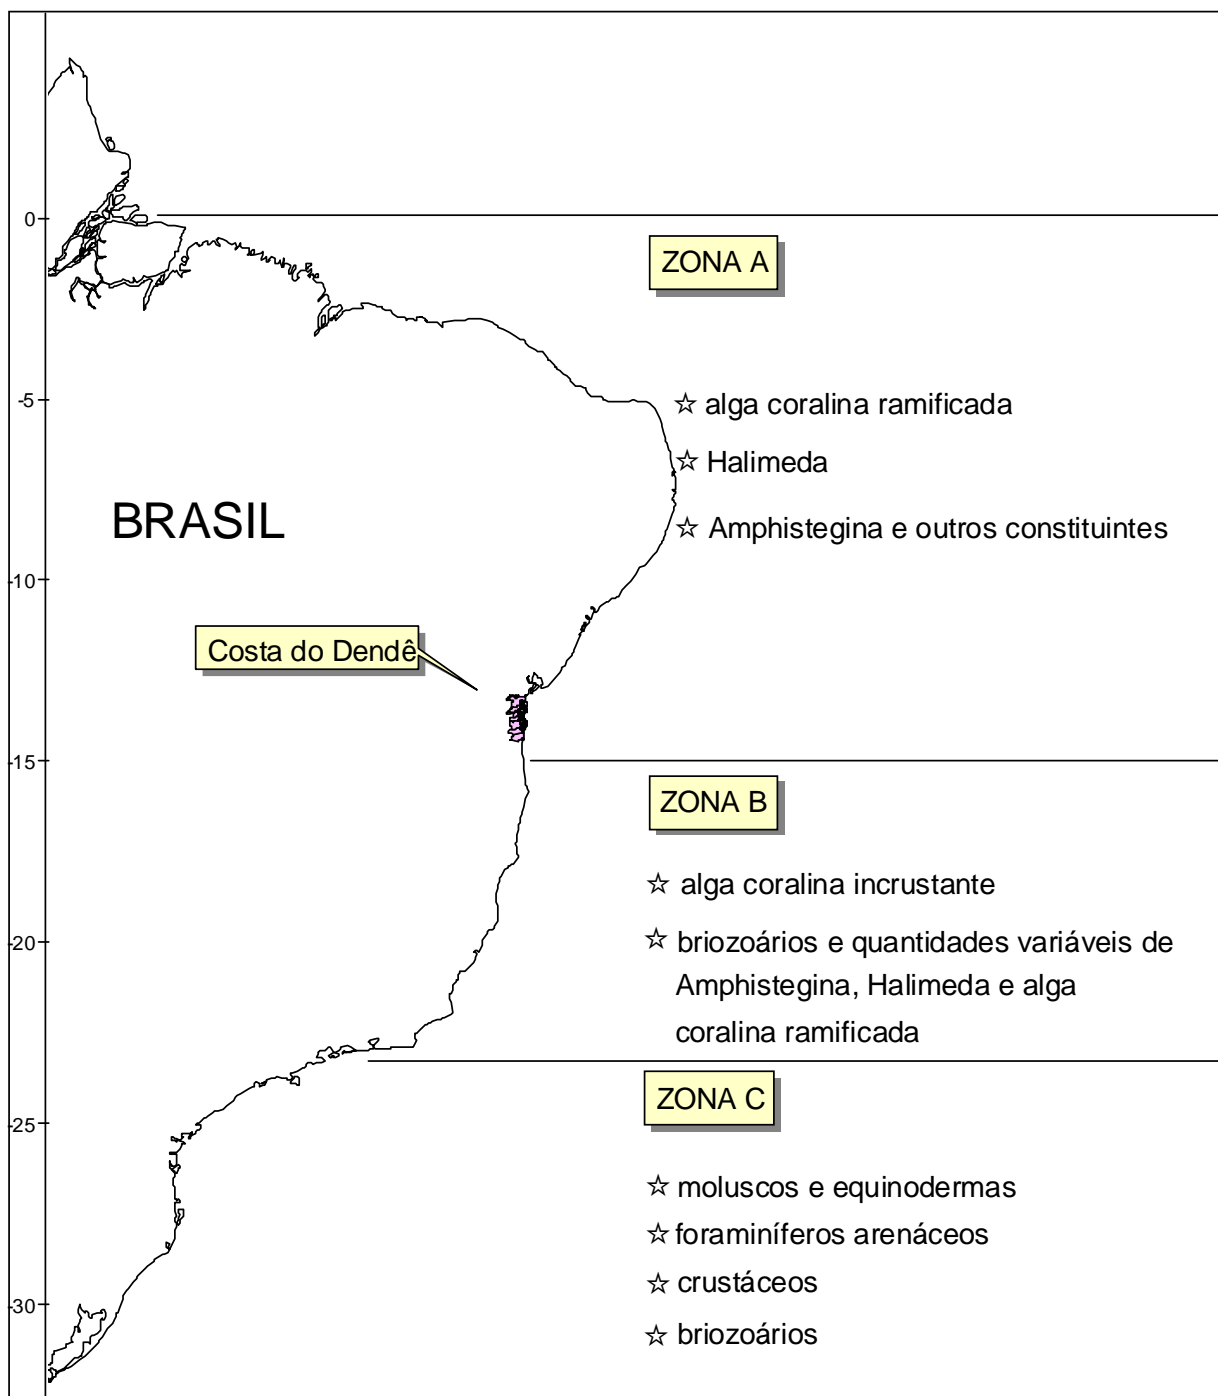 0
ZONA A
-5
☆ alga coralina ramificada
☆ Halimeda
BRASIL
☆ Amphistegina e outros constituintes
-10
Costa do Dendê
-15
ZONA B
☆ alga coralina incrustante
-20
☆ briozoários e quantidades variáveis de
Amphistegina, Halimeda e alga
coralina ramificada
ZONA C
-25
☆ moluscos e equinodermas
☆ foraminíferos arenáceos
☆ crustáceos
-30
☆ briozoários